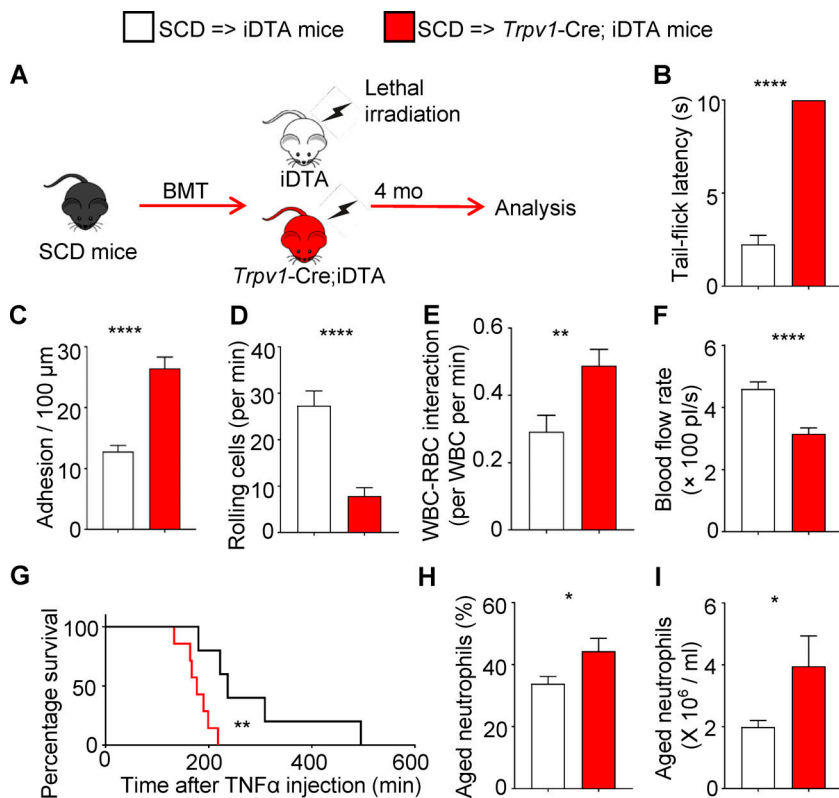 SCD => iDTA mice
SCD => Trpv1-Cre; iDTA mice
A
Lethal
irradiation
iDTA
BMT
4 mo
Analysis
SCD mice
Trpv1-Cre;iDTA
B
****
Tail-flick latency (s)
10
5
0
C
****
Adhesion / 100 μm
30
20
10
0
D
****
Rolling cells (per min)
40
30
20
10
0
E
**
WBC-RBC interaction
(per WBC per min)
0.6
0.4
0.2
0
F
****
Blood flow rate
(× 100 pl/s)
6
4
2
0
G
Percentage survival
100
50
0
**
0
200
400
600
Time after TNFα injection (min)
H
*
Aged neutrophils (%)
60
40
20
0
I
*
Aged neutrophils
(X 10⁶ / ml)
6
4
2
0